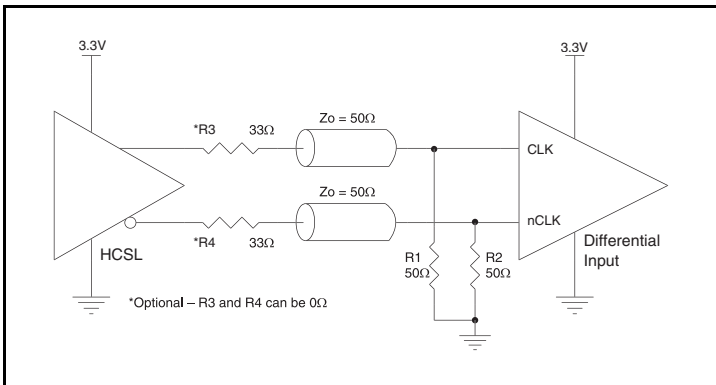 3.3V
3.3V
*R3 33Ω
Zo = 50Ω
CLK
Zo = 50Ω
nCLK
*R4 33Ω
HCSL
R1
50Ω
R2
50Ω
Differential
Input
*Optional – R3 and R4 can be 0Ω